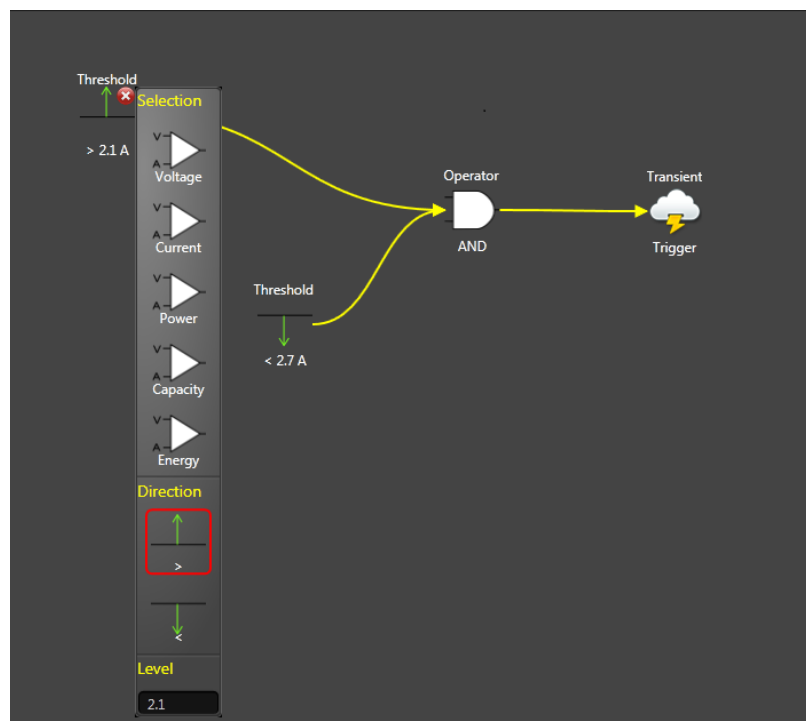 Threshold
> 2.1 A
Selection
V
A
Voltage
V
A
Current
V
A
Power
V
A
Capacity
V
A
Energy
Direction
>
<
Level
2.1
Threshold
< 2.7 A
Operator
AND
Transient
Trigger